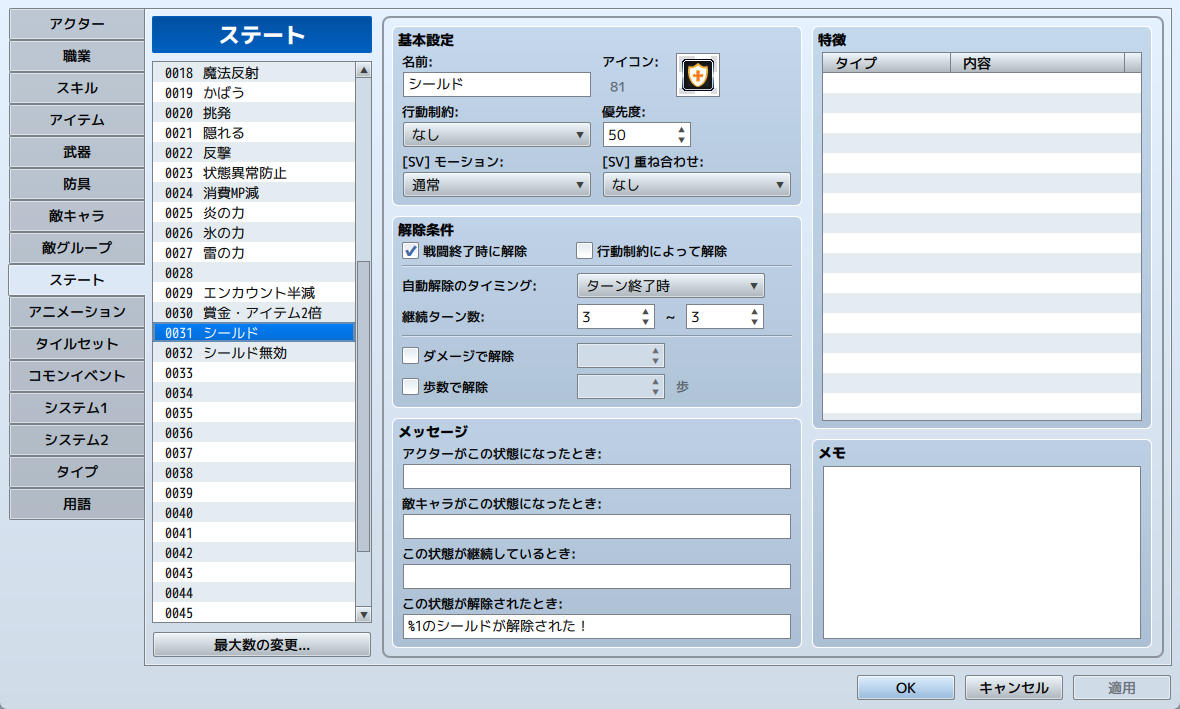 アクター
職業
スキル
アイテム
武器
防具
敵キャラ
敵グループ
ステート
アニメーション
タイルセット
コモンイベント
システム1
システム2
タイプ
用語
ステート
0018 魔法反射
0019 かばう
0020 挑発
0021 隠れる
0022 反撃
0023 状態異常防止
0024 消費MP減
0025 炎の力
0026 氷の力
0027 雷の力
0028
0029 エンカウント半減
0030 賞金・アイテム2倍
0031 シールド
0032 シールド無効
0033
0034
0035
0036
0037
0038
0039
0040
0041
0042
0043
0044
0045
最大数の変更...
基本設定
名前:
アイコン:
シールド
81
行動制約:
優先度:
なし
50
[SV] モーション:
[SV] 重ね合わせ:
通常
なし
解除条件
戦闘終了時に解除
行動制約によって解除
自動解除のタイミング:
ターン終了時
継続ターン数:
3 ~ 3
ダメージで解除
歩数で解除
歩
メッセージ
アクターがこの状態になったとき:
敵キャラがこの状態になったとき:
この状態が継続しているとき:
この状態が解除されたとき:
%1のシールドが解除された！
特徴
タイプ
内容
メモ
OK
キャンセル
適用